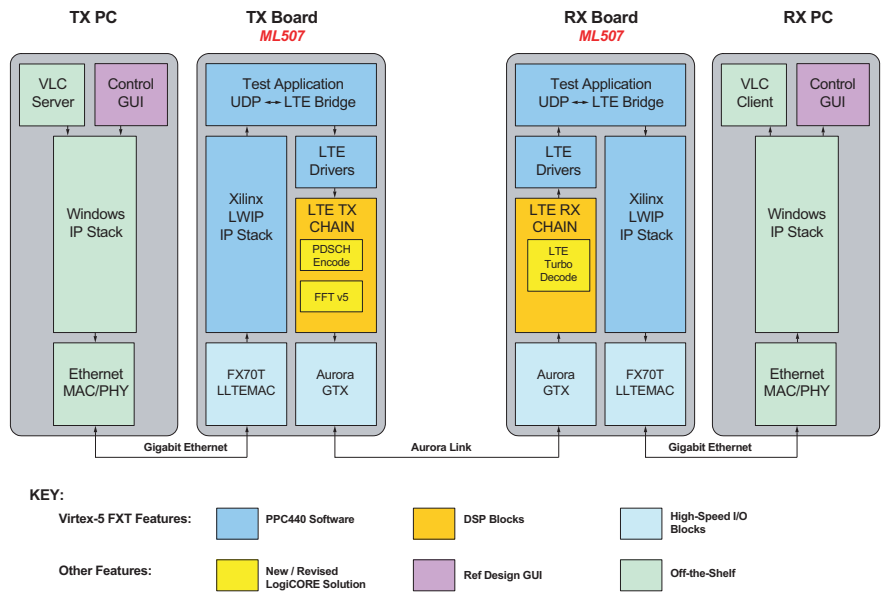 TX PC
TX Board
ML507
RX Board
ML507
RX PC
VLC
Server
Control
GUI
Windows
IP Stack
Ethernet
MAC/PHY
Test Application
UDP ↔ LTE Bridge
Xilinx
LWIP
IP Stack
LTE
Drivers
LTE TX
CHAIN
PDSCH
Encode
FFT v5
FX70T
LLTEMAC
Aurora
GTX
Test Application
UDP ↔ LTE Bridge
LTE
Drivers
LTE RX
CHAIN
LTE
Turbo
Decode
Xilinx
LWIP
IP Stack
Aurora
GTX
FX70T
LLTEMAC
VLC
Client
Control
GUI
Windows
IP Stack
Ethernet
MAC/PHY
Gigabit Ethernet
Aurora Link
Gigabit Ethernet
KEY:
Virtex-5 FXT Features:
PPC440 Software
DSP Blocks
High-Speed I/O
Blocks
Other Features:
New / Revised
LogiCORE Solution
Ref Design GUI
Off-the-Shelf